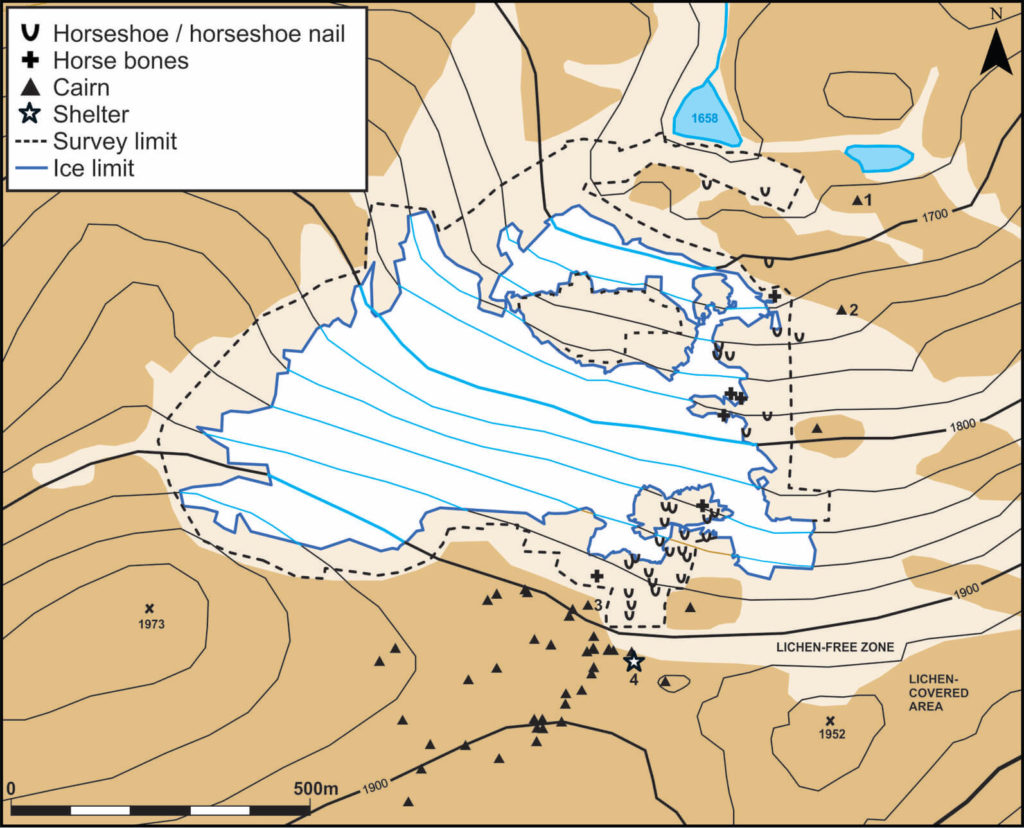 Horseshoe / horseshoe nail
Horse bones
Cairn
Shelter
Survey limit
Ice limit
N
1658
1
1700
2
1800
1900
3
1973
LICHEN-FREE ZONE
4
LICHEN-
COVERED
AREA
1952
1900
0 500m